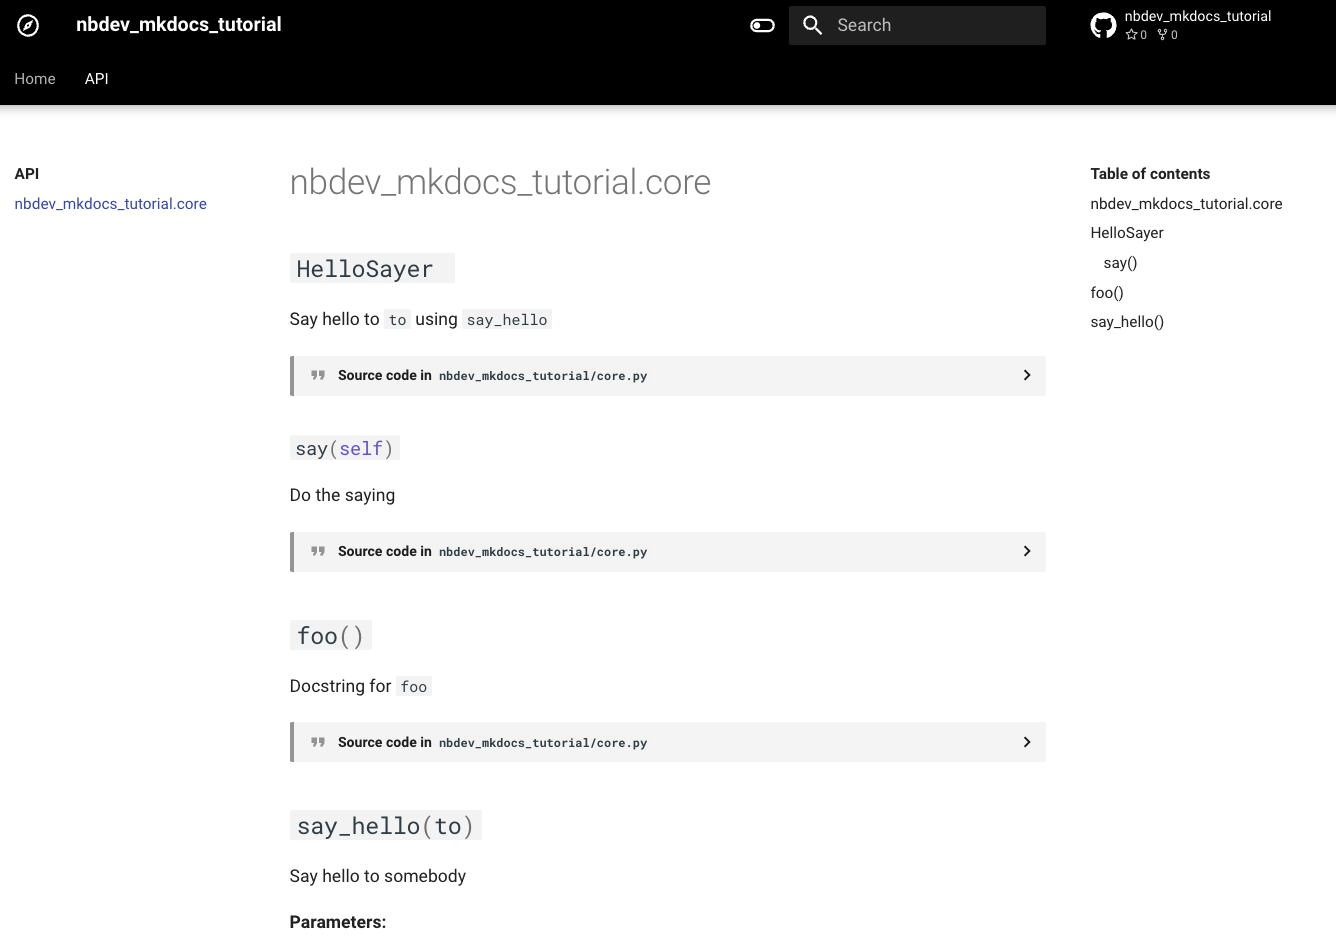 nbdev_mkdocs_tutorial
Search
nbdev_mkdocs_tutorial
0 0
Home API
API
nbdev_mkdocs_tutorial.core
nbdev_mkdocs_tutorial.core
HelloSayer
Say hello to to using say_hello
Source code in nbdev_mkdocs_tutorial/core.py
say(self)
Do the saying
Source code in nbdev_mkdocs_tutorial/core.py
foo()
Docstring for foo
Source code in nbdev_mkdocs_tutorial/core.py
say_hello(to)
Say hello to somebody
Parameters:
Table of contents
nbdev_mkdocs_tutorial.core
HelloSayer
say()
foo()
say_hello()